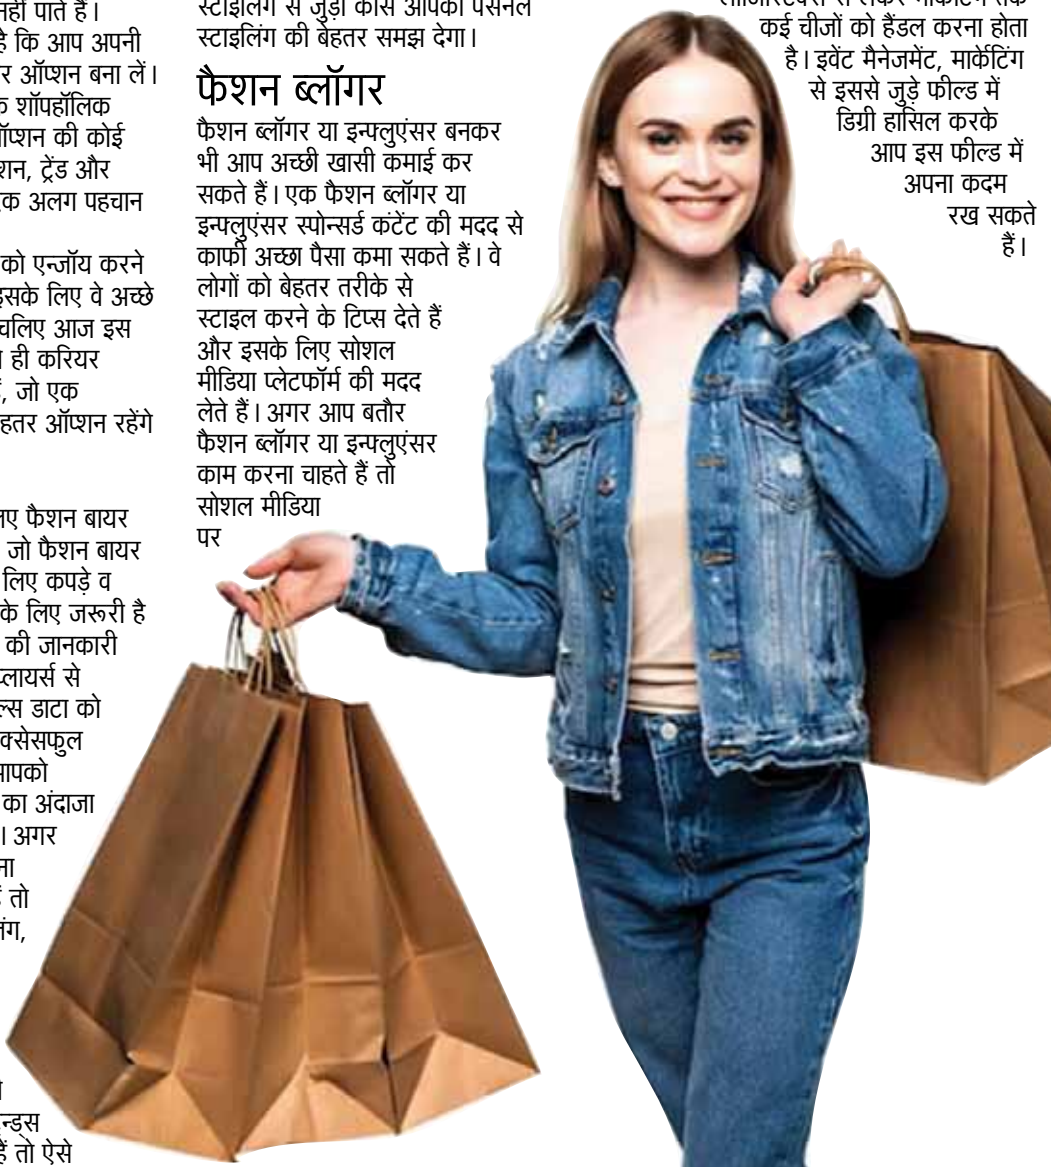 नहीं पाते हैं।
है कि आप अपनी
र ऑप्शन बना लें।
क शॉपहॉलिक
ऑप्शन की कोई
शन, ट्रेंड और
एक अलग पहचान
को एन्जॉय करने
इसके लिए वे अच्छे
चलिए आज इस
ही करियर
जो एक
हतर ऑप्शन रहेंगे
लिए फैशन बायर
जो फैशन बायर
लिए कपड़े व
के लिए जरूरी है
की जानकारी
प्लायर्स से
ल्स डाटा को
क्सेसफुल
आपको
का अंदाजा
। अगर
ना
तो
न्ड्स
हैं तो ऐसे
स्टाइलिंग से जुड़ा कोर्स आपको पर्सनल
स्टाइलिंग की बेहतर समझ देगा।
फैशन ब्लॉगर
फैशन ब्लॉगर या इन्फ्लुएंसर बनकर
भी आप अच्छी खासी कमाई कर
सकते हैं। एक फैशन ब्लॉगर या
इन्फ्लुएंसर स्पोन्सर्ड कंटेंट की मदद से
काफी अच्छा पैसा कमा सकते हैं। वे
लोगों को बेहतर तरीके से
स्टाइल करने के टिप्स देते हैं
और इसके लिए सोशल
मीडिया प्लेटफॉर्म की मदद
लेते हैं। अगर आप बतौर
फैशन ब्लॉगर या इन्फ्लुएंसर
काम करना चाहते हैं तो
सोशल मीडिया
पर
लॉजिस्टिक्स से लेकर मार्केटिंग तक
कई चीजों को हैंडल करना होता
है। इवेंट मैनेजमेंट, मार्केटिंग
से इससे जुड़े फील्ड में
डिग्री हासिल करके
आप इस फील्ड में
अपना कदम
रख सकते
हैं।